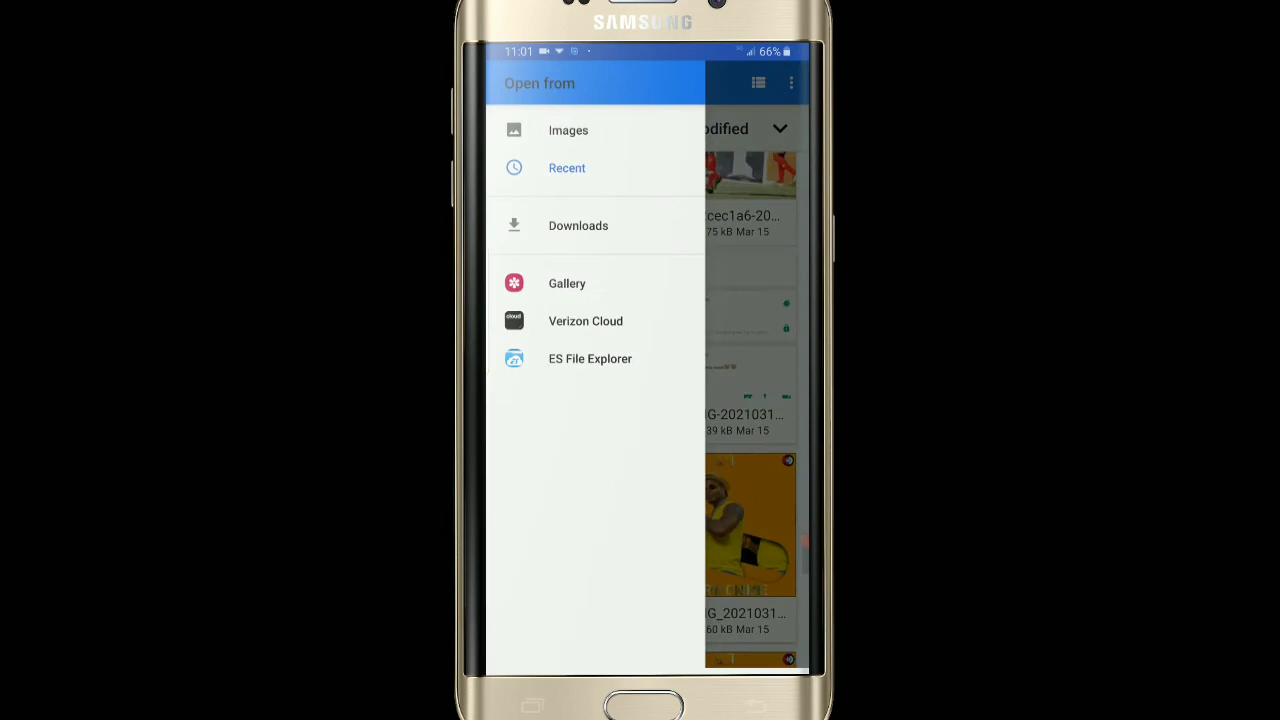 SAMSUNG
11:01
66%
Open from
odified
Images
Recent
Downloads
Gallery
cloud
Verizon Cloud
ES File Explorer
cec1a6-20...
75 kB Mar 15
G-2021031...
39 kB Mar 15
G_2021031...
60 kB Mar 15